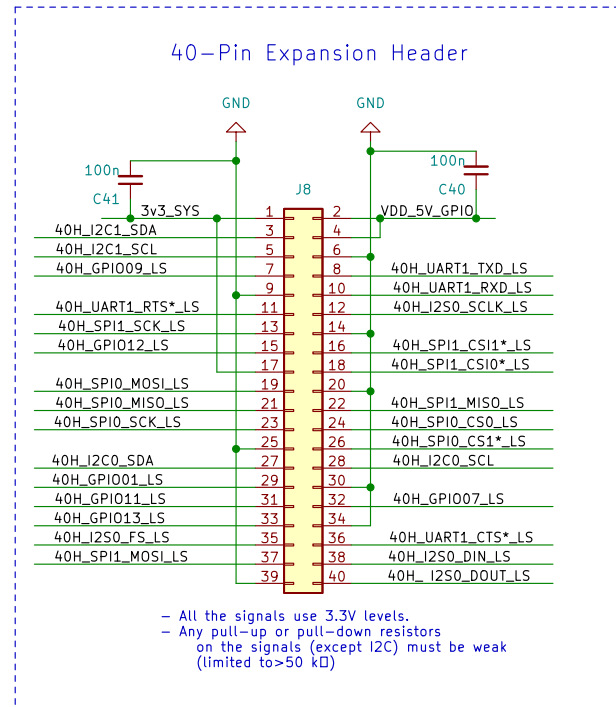 40-Pin Expansion Header
GND GND
100n 100n
C41 J8 C40
3v3_SYS 1 2 VDD_5V_GPIO
40H_I2C1_SDA 3 4
40H_I2C1_SCL 5 6
40H_GPIO09_LS 7 8 40H_UART1_TXD_LS
9 10 40H_UART1_RXD_LS
40H_UART1_RTS*_LS 11 12 40H_I2S0_SCLK_LS
40H_SPI1_SCK_LS 13 14
40H_GPIO12_LS 15 16 40H_SPI1_CSI1*_LS
17 18 40H_SPI1_CSI0*_LS
40H_SPI0_MOSI_LS 19 20
40H_SPI0_MISO_LS 21 22 40H_SPI1_MISO_LS
40H_SPI0_SCK_LS 23 24 40H_SPI0_CS0_LS
25 26 40H_SPI0_CS1*_LS
40H_I2C0_SDA 27 28 40H_I2C0_SCL
40H_GPIO01_LS 29 30
40H_GPIO11_LS 31 32 40H_GPIO07_LS
40H_GPIO13_LS 33 34
40H_I2S0_FS_LS 35 36 40H_UART1_CTS*_LS
40H_SPI1_MOSI_LS 37 38 40H_I2S0_DIN_LS
39 40 40H_ I2S0_DOUT_LS
- All the signals use 3.3V levels.
- Any pull-up or pull-down resistors
on the signals (except I2C) must be weak
(limited to>50 k□)